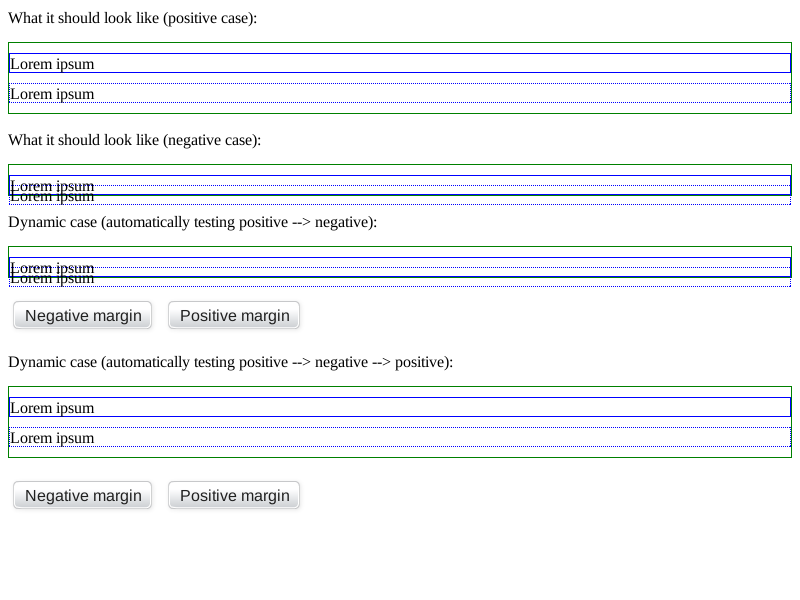 What it should look like (positive case):
Lorem ipsum
Lorem ipsum
What it should look like (negative case):
Lorem ipsum
Lorem ipsum
Dynamic case (automatically testing positive --> negative):
Lorem ipsum
Lorem ipsum
Negative margin Positive margin
Dynamic case (automatically testing positive --> negative --> positive):
Lorem ipsum
Lorem ipsum
Negative margin Positive margin